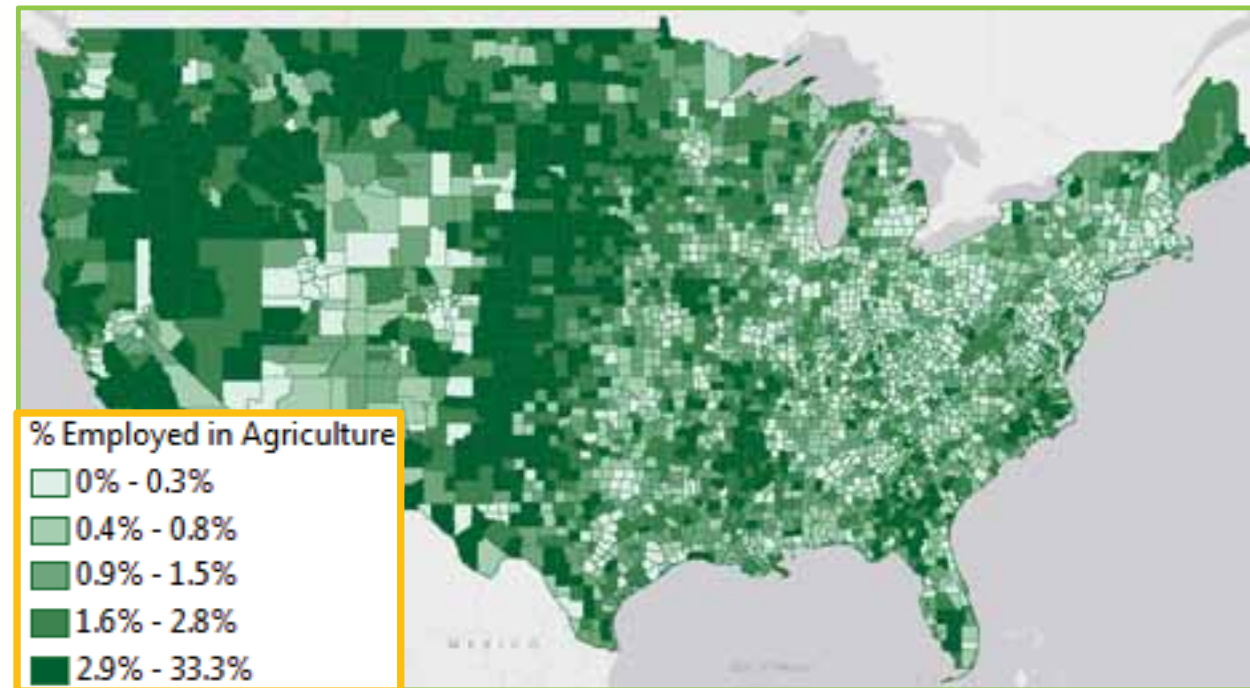 % Employed in Agriculture
0% - 0.3%
0.4% - 0.8%
0.9% - 1.5%
1.6% - 2.8%
2.9% - 33.3%
MEXICO